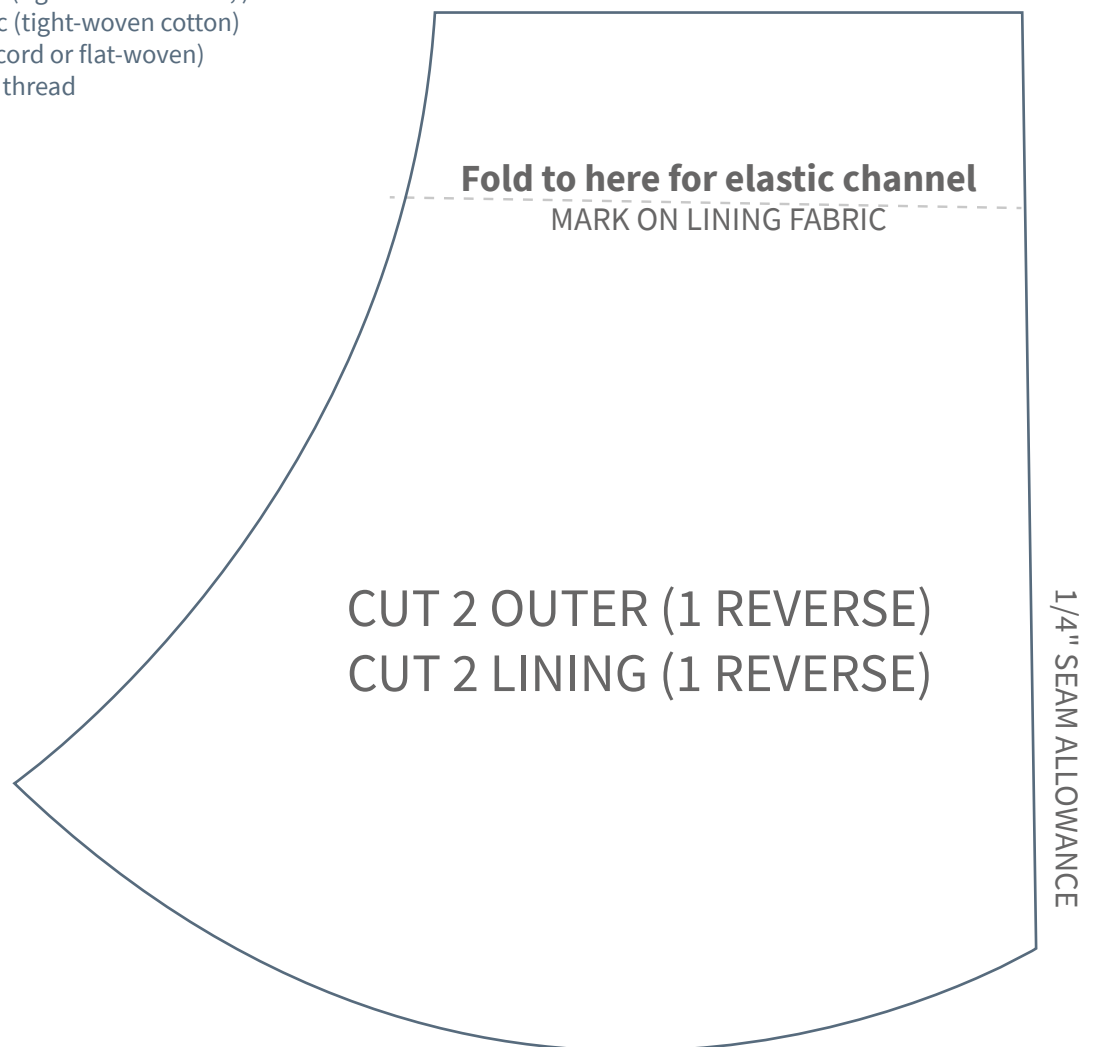 c (tight-woven cotton)
cord or flat-woven)
thread
Fold to here for elastic channel
MARK ON LINING FABRIC
CUT 2 OUTER (1 REVERSE)
CUT 2 LINING (1 REVERSE)
1/4" SEAM ALLOWANCE